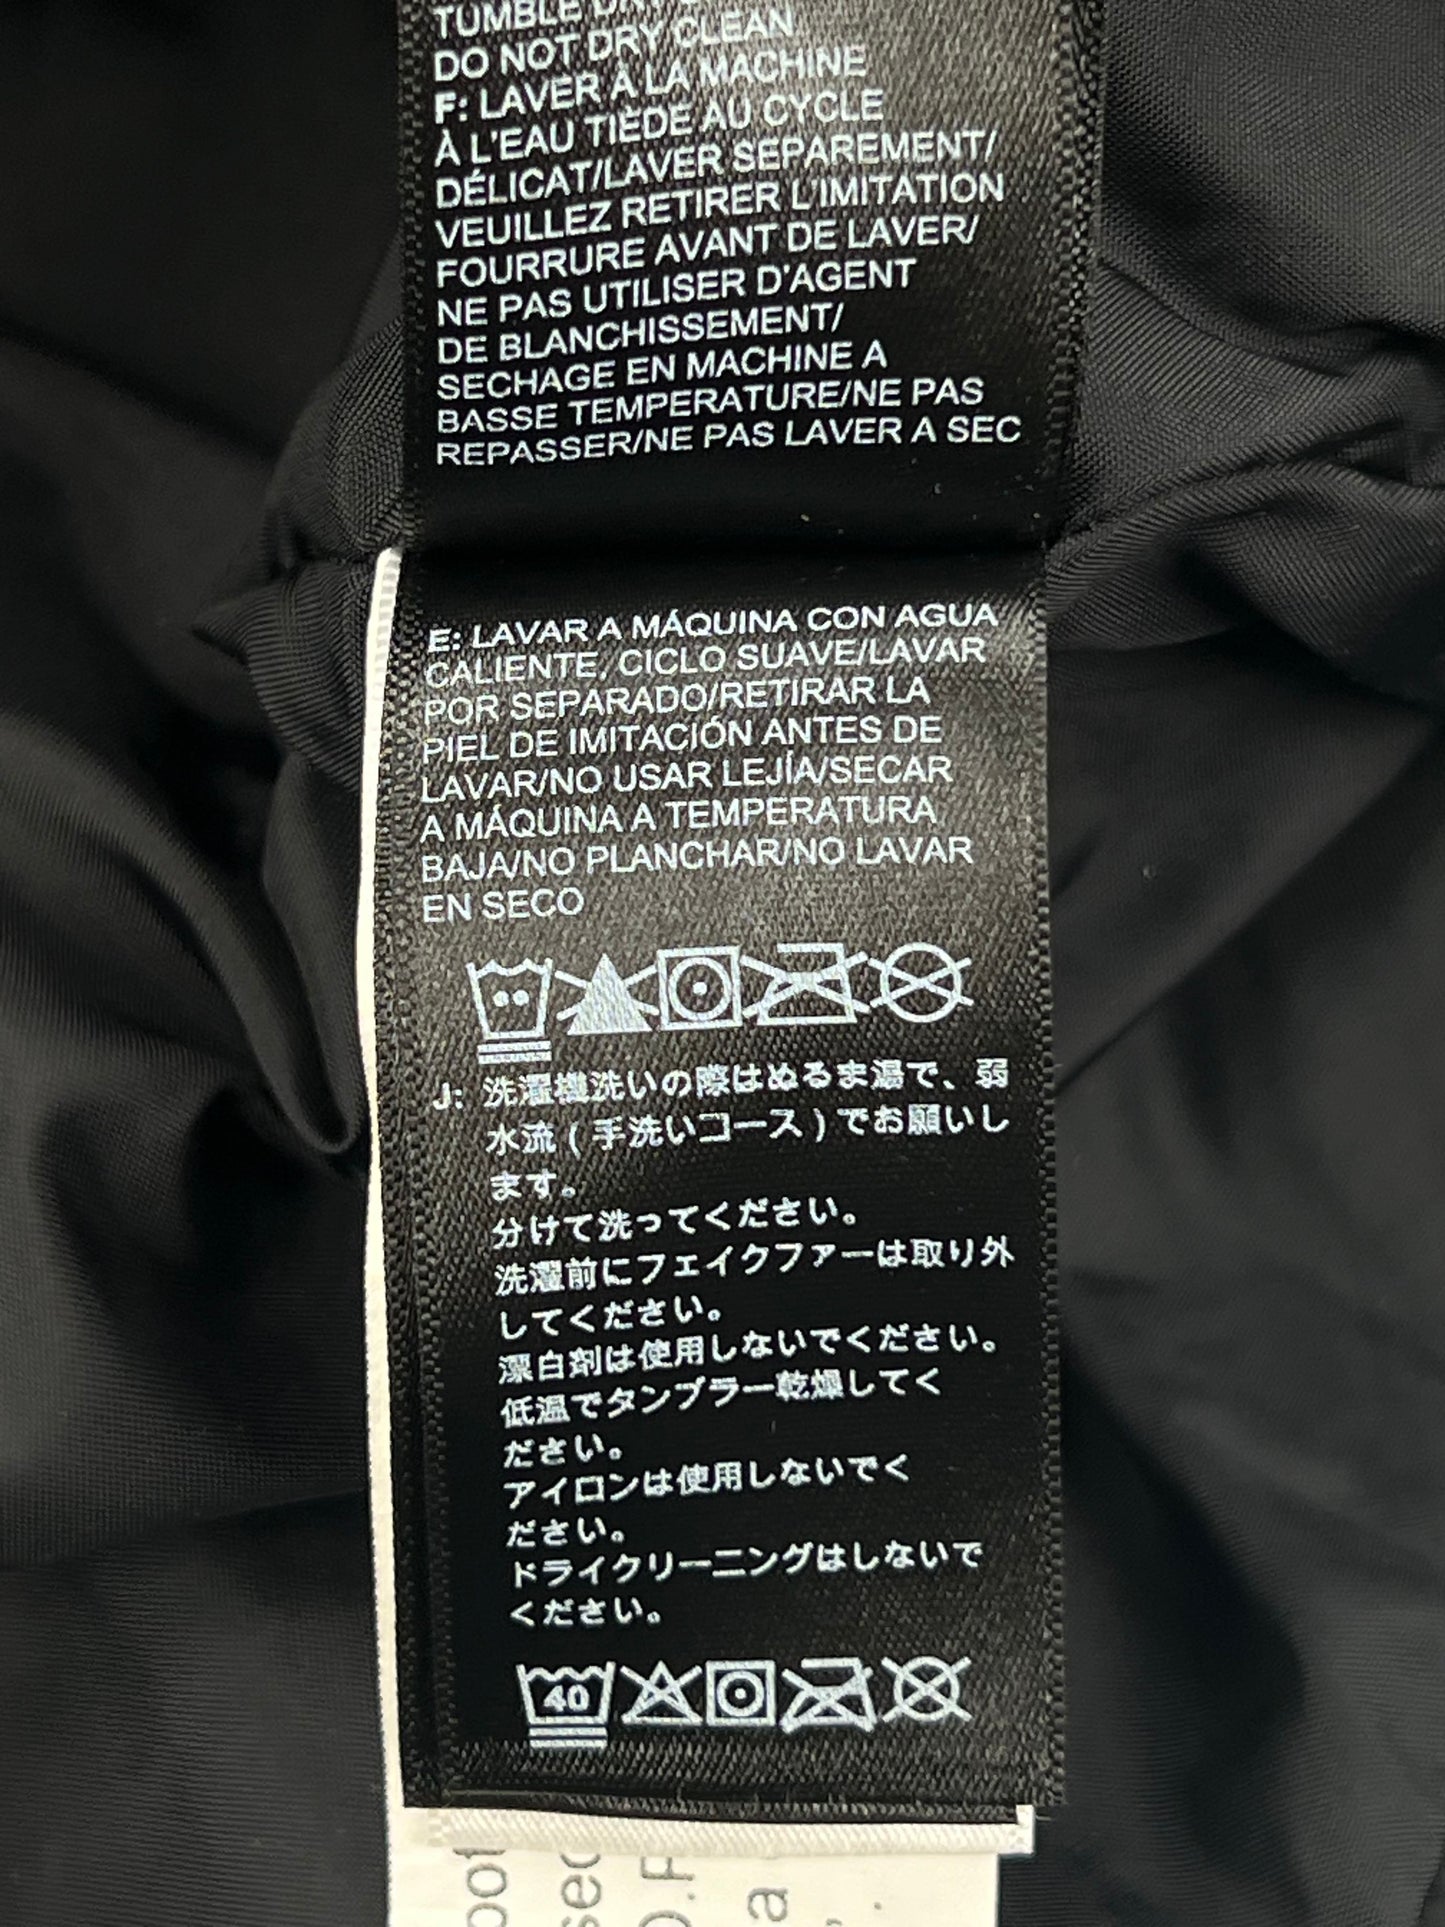 TUMBLE DRY
DO NOT DRY CLEAN
F: LAVER À LA MACHINE
À L'EAU TIÈDE AU CYCLE
DÉLICAT/LAVER SEPAREMENT/
VEUILLEZ RETIRER L'IMITATION
FOURRURE AVANT DE LAVER/
NE PAS UTILISER D'AGENT
DE BLANCHISSEMENT/
SECHAGE EN MACHINE A
BASSE TEMPERATURE/NE PAS
REPASSER/NE PAS LAVER A SEC
E: LAVAR A MÁQUINA CON AGUA
CALIENTE, CICLO SUAVE/LAVAR
POR SEPARADO/RETIRAR LA
PIEL DE IMITACIÓN ANTES DE
LAVAR/NO USAR LEJÍA/SECAR
A MÁQUINA A TEMPERATURA
BAJA/NO PLANCHAR/NO LAVAR
EN SECO
J: 洗濯機洗いの際はぬるま湯で、弱
水流(手洗いコース)でお願いし
ます。
分けて洗ってください。
洗濯前にフェイクファーは取り外
してください。
漂白剤は使用しないでください。
低温でタンブラー乾燥してく
ださい。
アイロンは使用しないでく
ださい。
ドライクリーニングはしないで
ください。
40